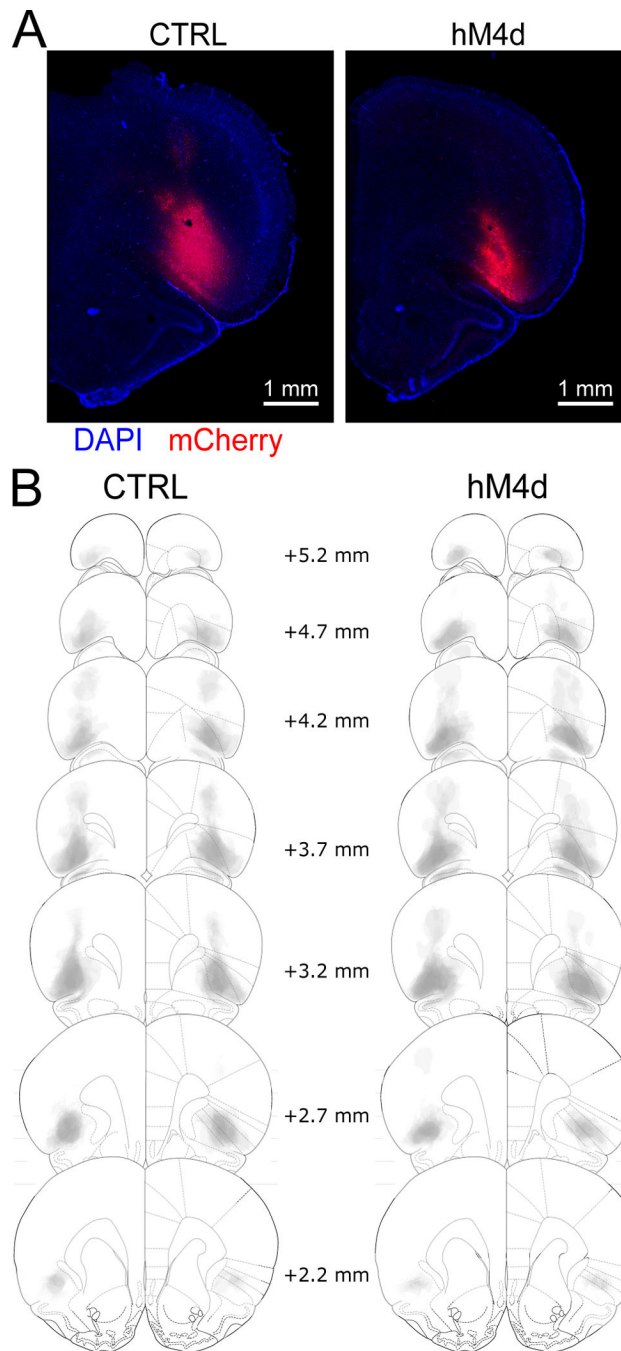 A
CTRL
hM4d
1 mm
1 mm
DAPI mCherry
B
CTRL
hM4d
+5.2 mm
+4.7 mm
+4.2 mm
+3.7 mm
+3.2 mm
+2.7 mm
+2.2 mm